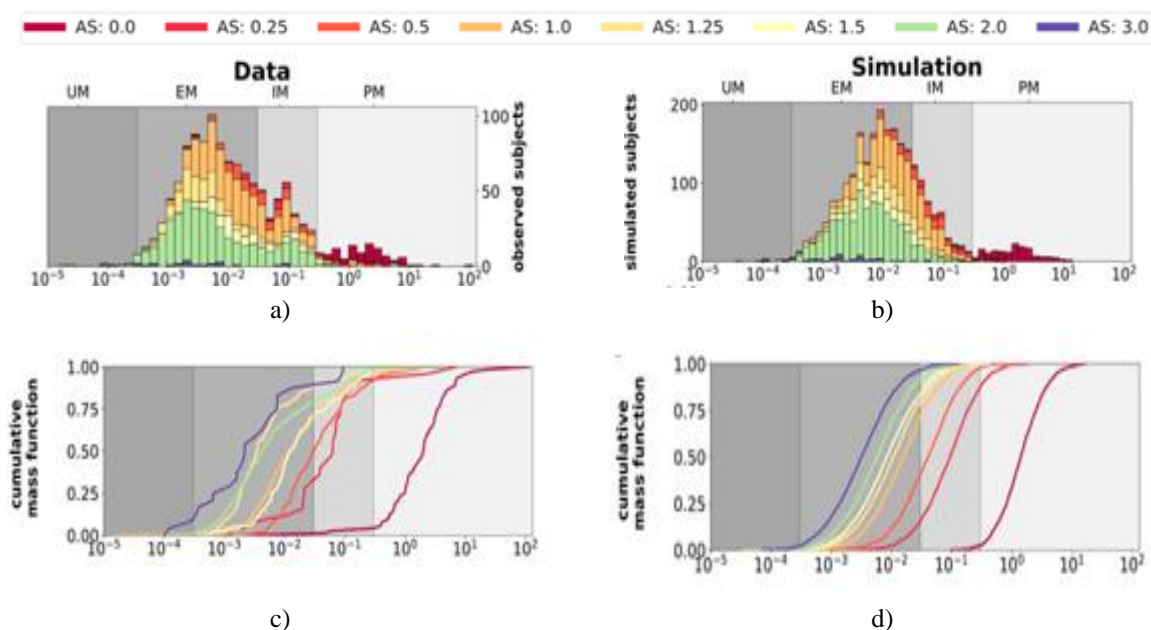 AS: 0.0 AS: 0.25 AS: 0.5 AS: 1.0 AS: 1.25 AS: 1.5 AS: 2.0 AS: 3.0
Data
UM EM IM PM
100
50
0
observed subjects
10⁻⁵ 10⁻⁴ 10⁻³ 10⁻² 10⁻¹ 10⁰ 10¹ 10²
a)
Simulation
UM EM IM PM
200
100
0
simulated subjects
10⁻⁵ 10⁻⁴ 10⁻³ 10⁻² 10⁻¹ 10⁰ 10¹ 10²
b)
cumulative
mass function
1.00
0.75
0.50
0.25
0.00
10⁻⁵ 10⁻⁴ 10⁻³ 10⁻² 10⁻¹ 10⁰ 10¹ 10²
c)
cumulative
mass function
1.00
0.75
0.50
0.25
0.00
10⁻⁵ 10⁻⁴ 10⁻³ 10⁻² 10⁻¹ 10⁰ 10¹ 10²
d)